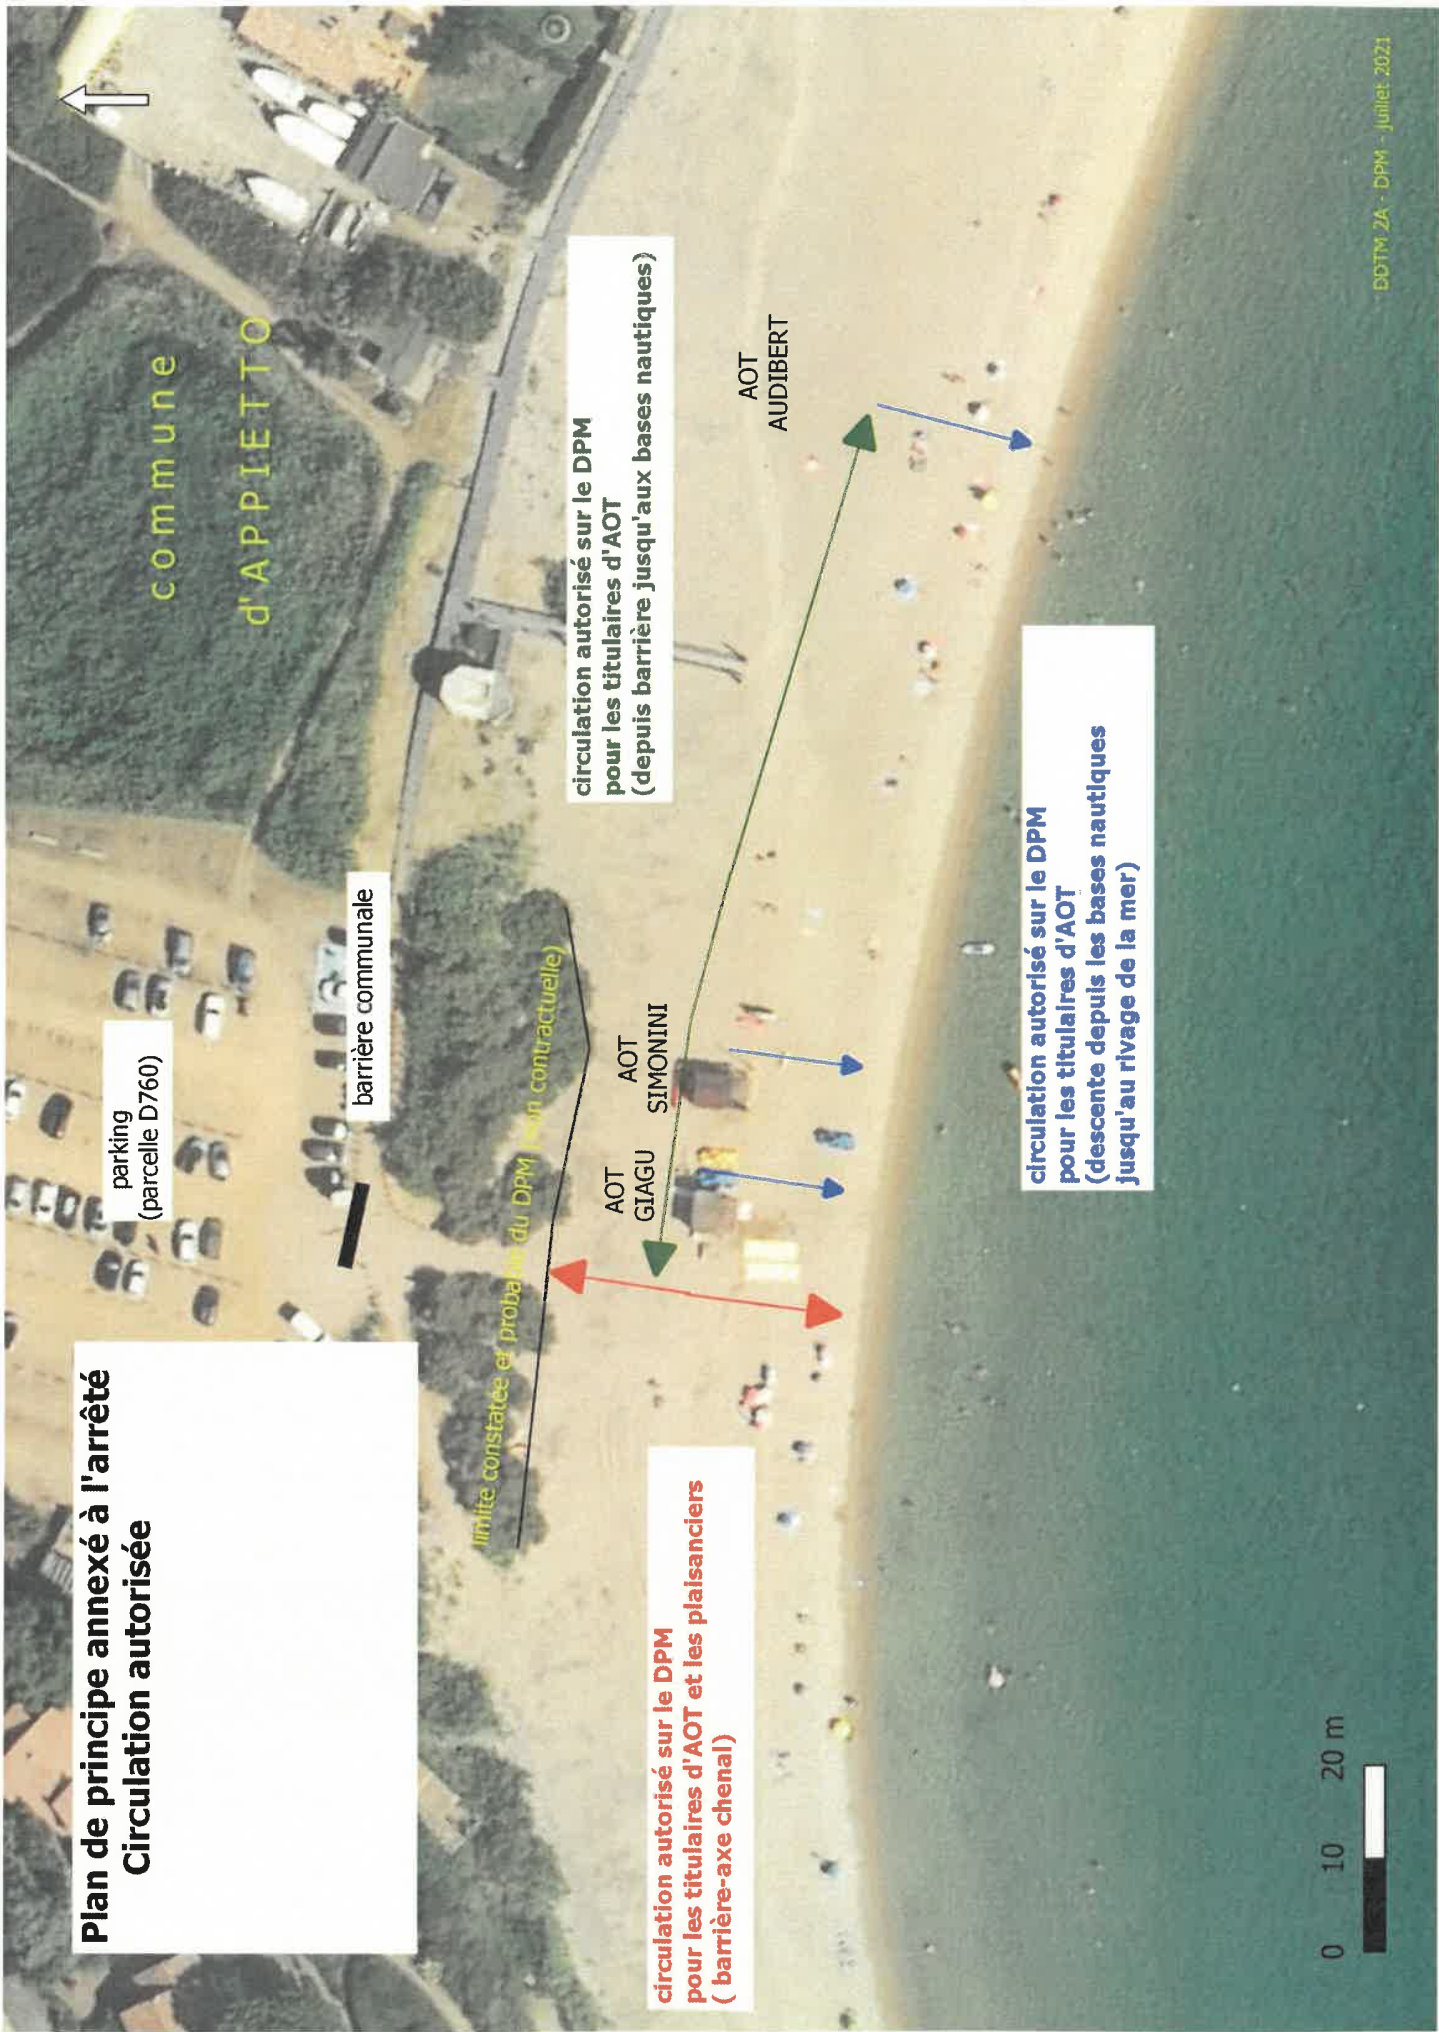 Plan de principe annexé à l'arrêté
Circulation autorisée
parking
(parcelle D760)
barrière communale
commune
d'APPIETTO
limite constatée et probable du DPM (non contractuelle)
AOT
GIAGU
AOT
SIMONINI
AOT
AUDIBERT
circulation autorisé sur le DPM
pour les titulaires d'AOT
(depuis barrière jusqu'aux bases nautiques)
circulation autorisé sur le DPM
pour les titulaires d'AOT et les plaisanciers
( barrière-axe chenal)
circulation autorisé sur le DPM
pour les titulaires d'AOT
(descente depuis les bases nautiques
jusqu'au rivage de la mer)
0 10 20 m
DDTM 2A - DPM - juillet 2021